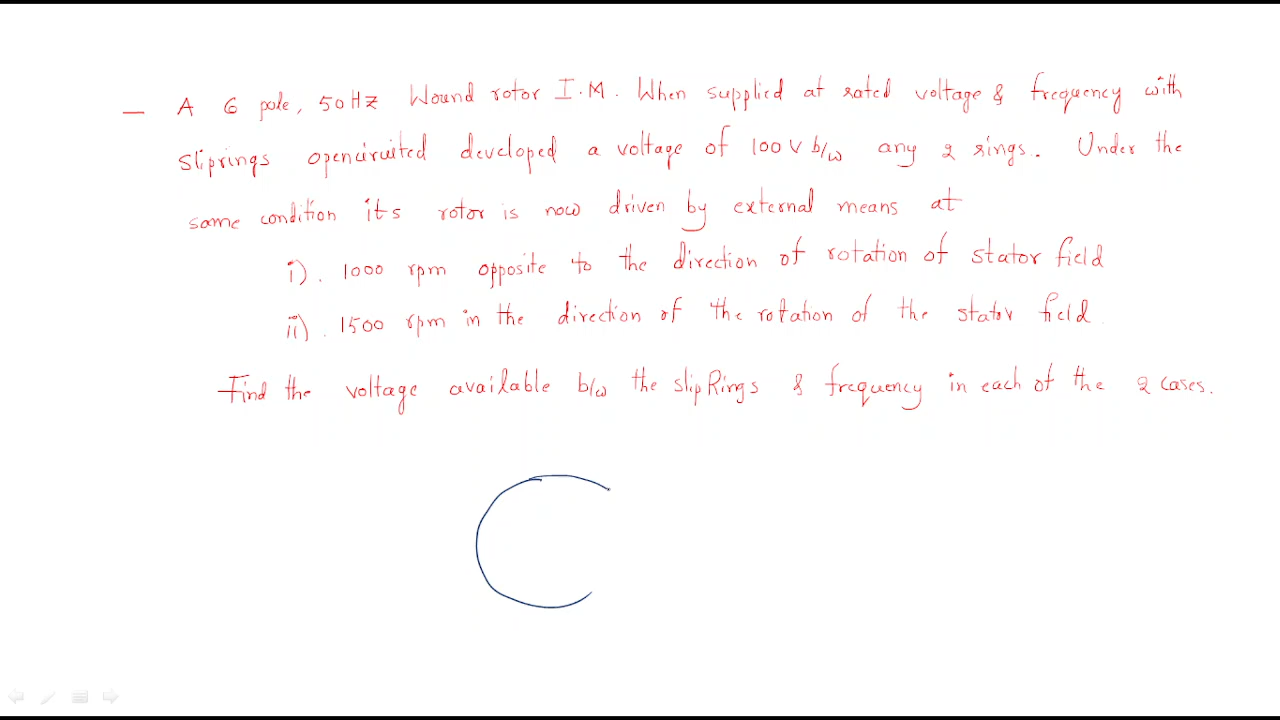 — A 6 pole, 50Hz Wound rotor I.M. When supplied at rated voltage & frequency with
sliprings opencircuited developed a voltage of 100V b/w any 2 rings. Under the
same condition its rotor is now driven by external means at
i). 1000 rpm opposite to the direction of rotation of stator field
ii). 1500 rpm in the direction of the rotation of the stator field.
Find the voltage available b/w the slipRings & frequency in each of the 2 cases.